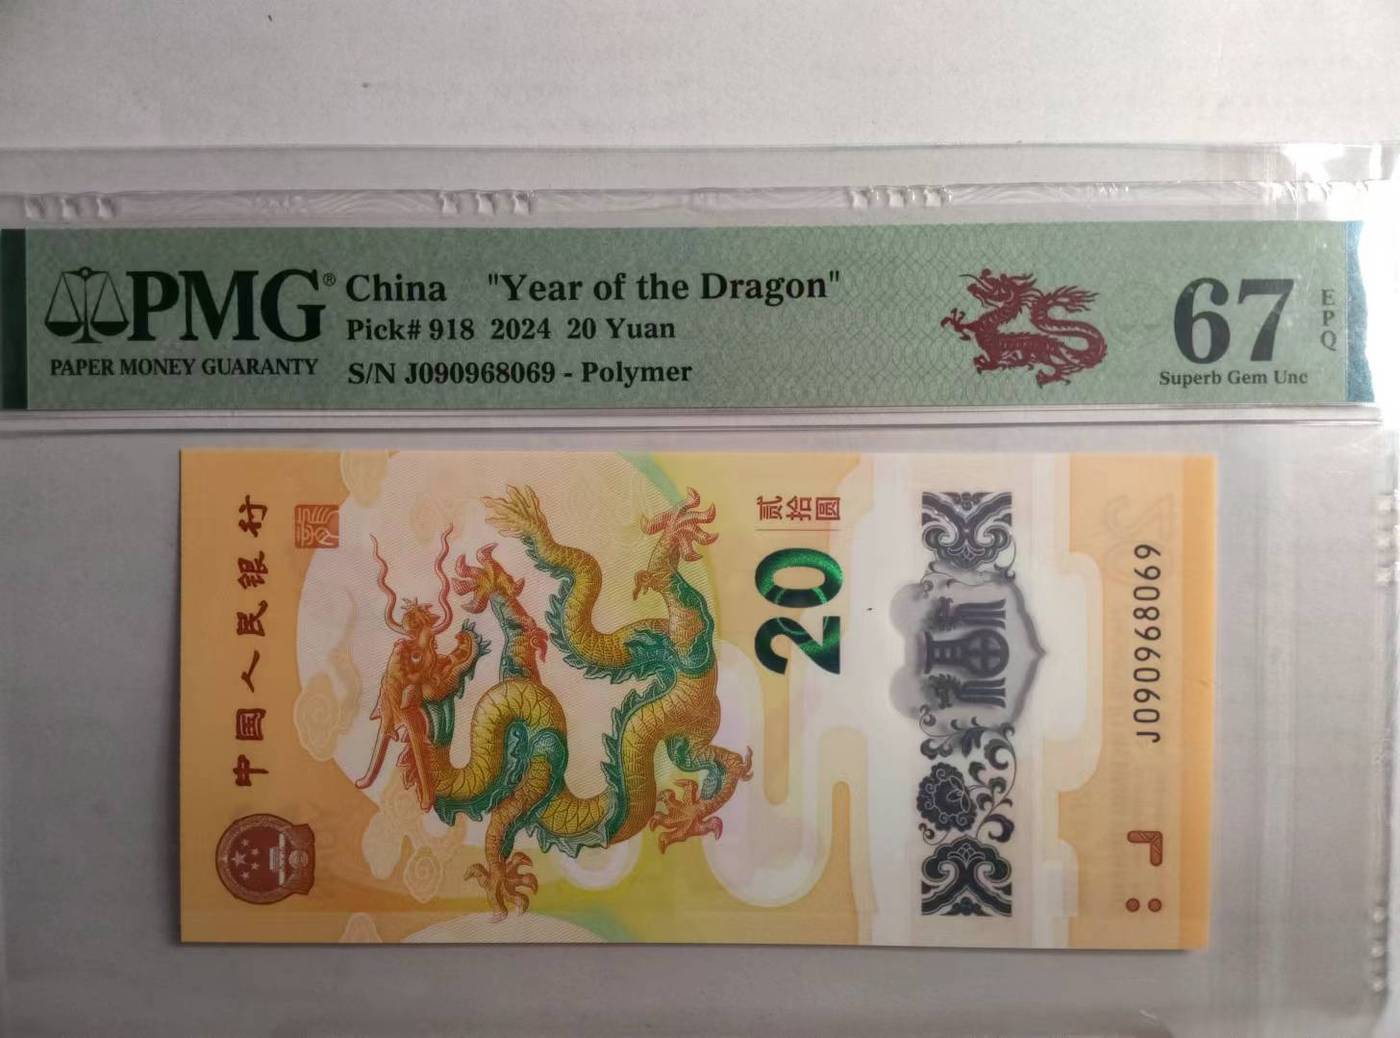 PMG®
PAPER MONEY GUARANTY
China "Year of the Dragon"
Pick# 918 2024 20 Yuan
S/N J090968069 - Polymer
67
EPQ
Superb Gem Unc
中国人民银行
贰拾圆
20
J090968069